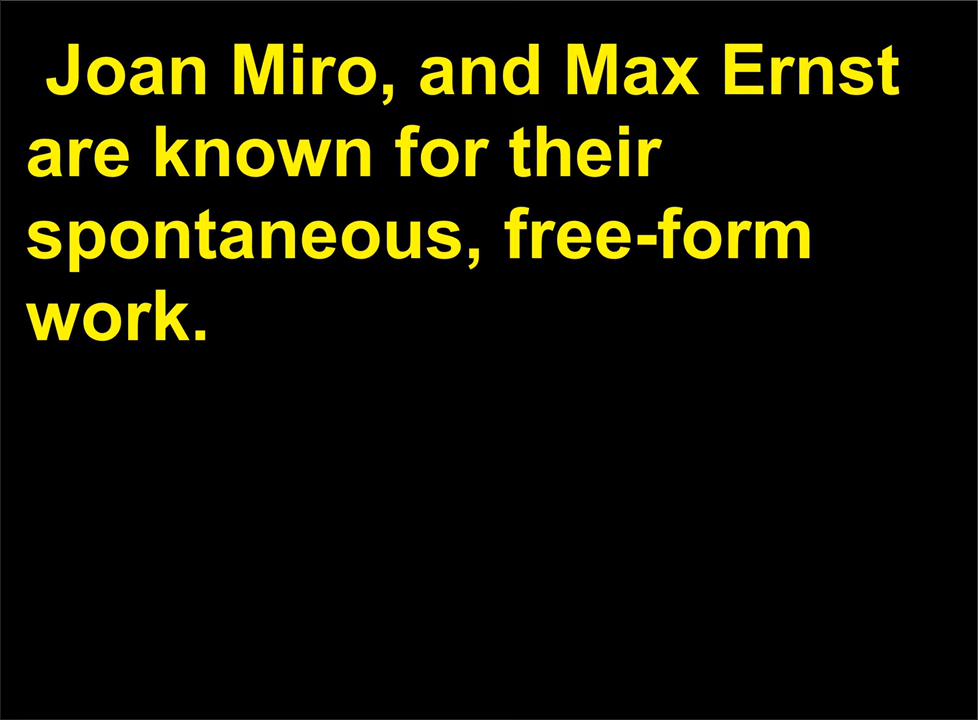 Joan Miro, and Max Ernst
are known for their
spontaneous, free-form
work.